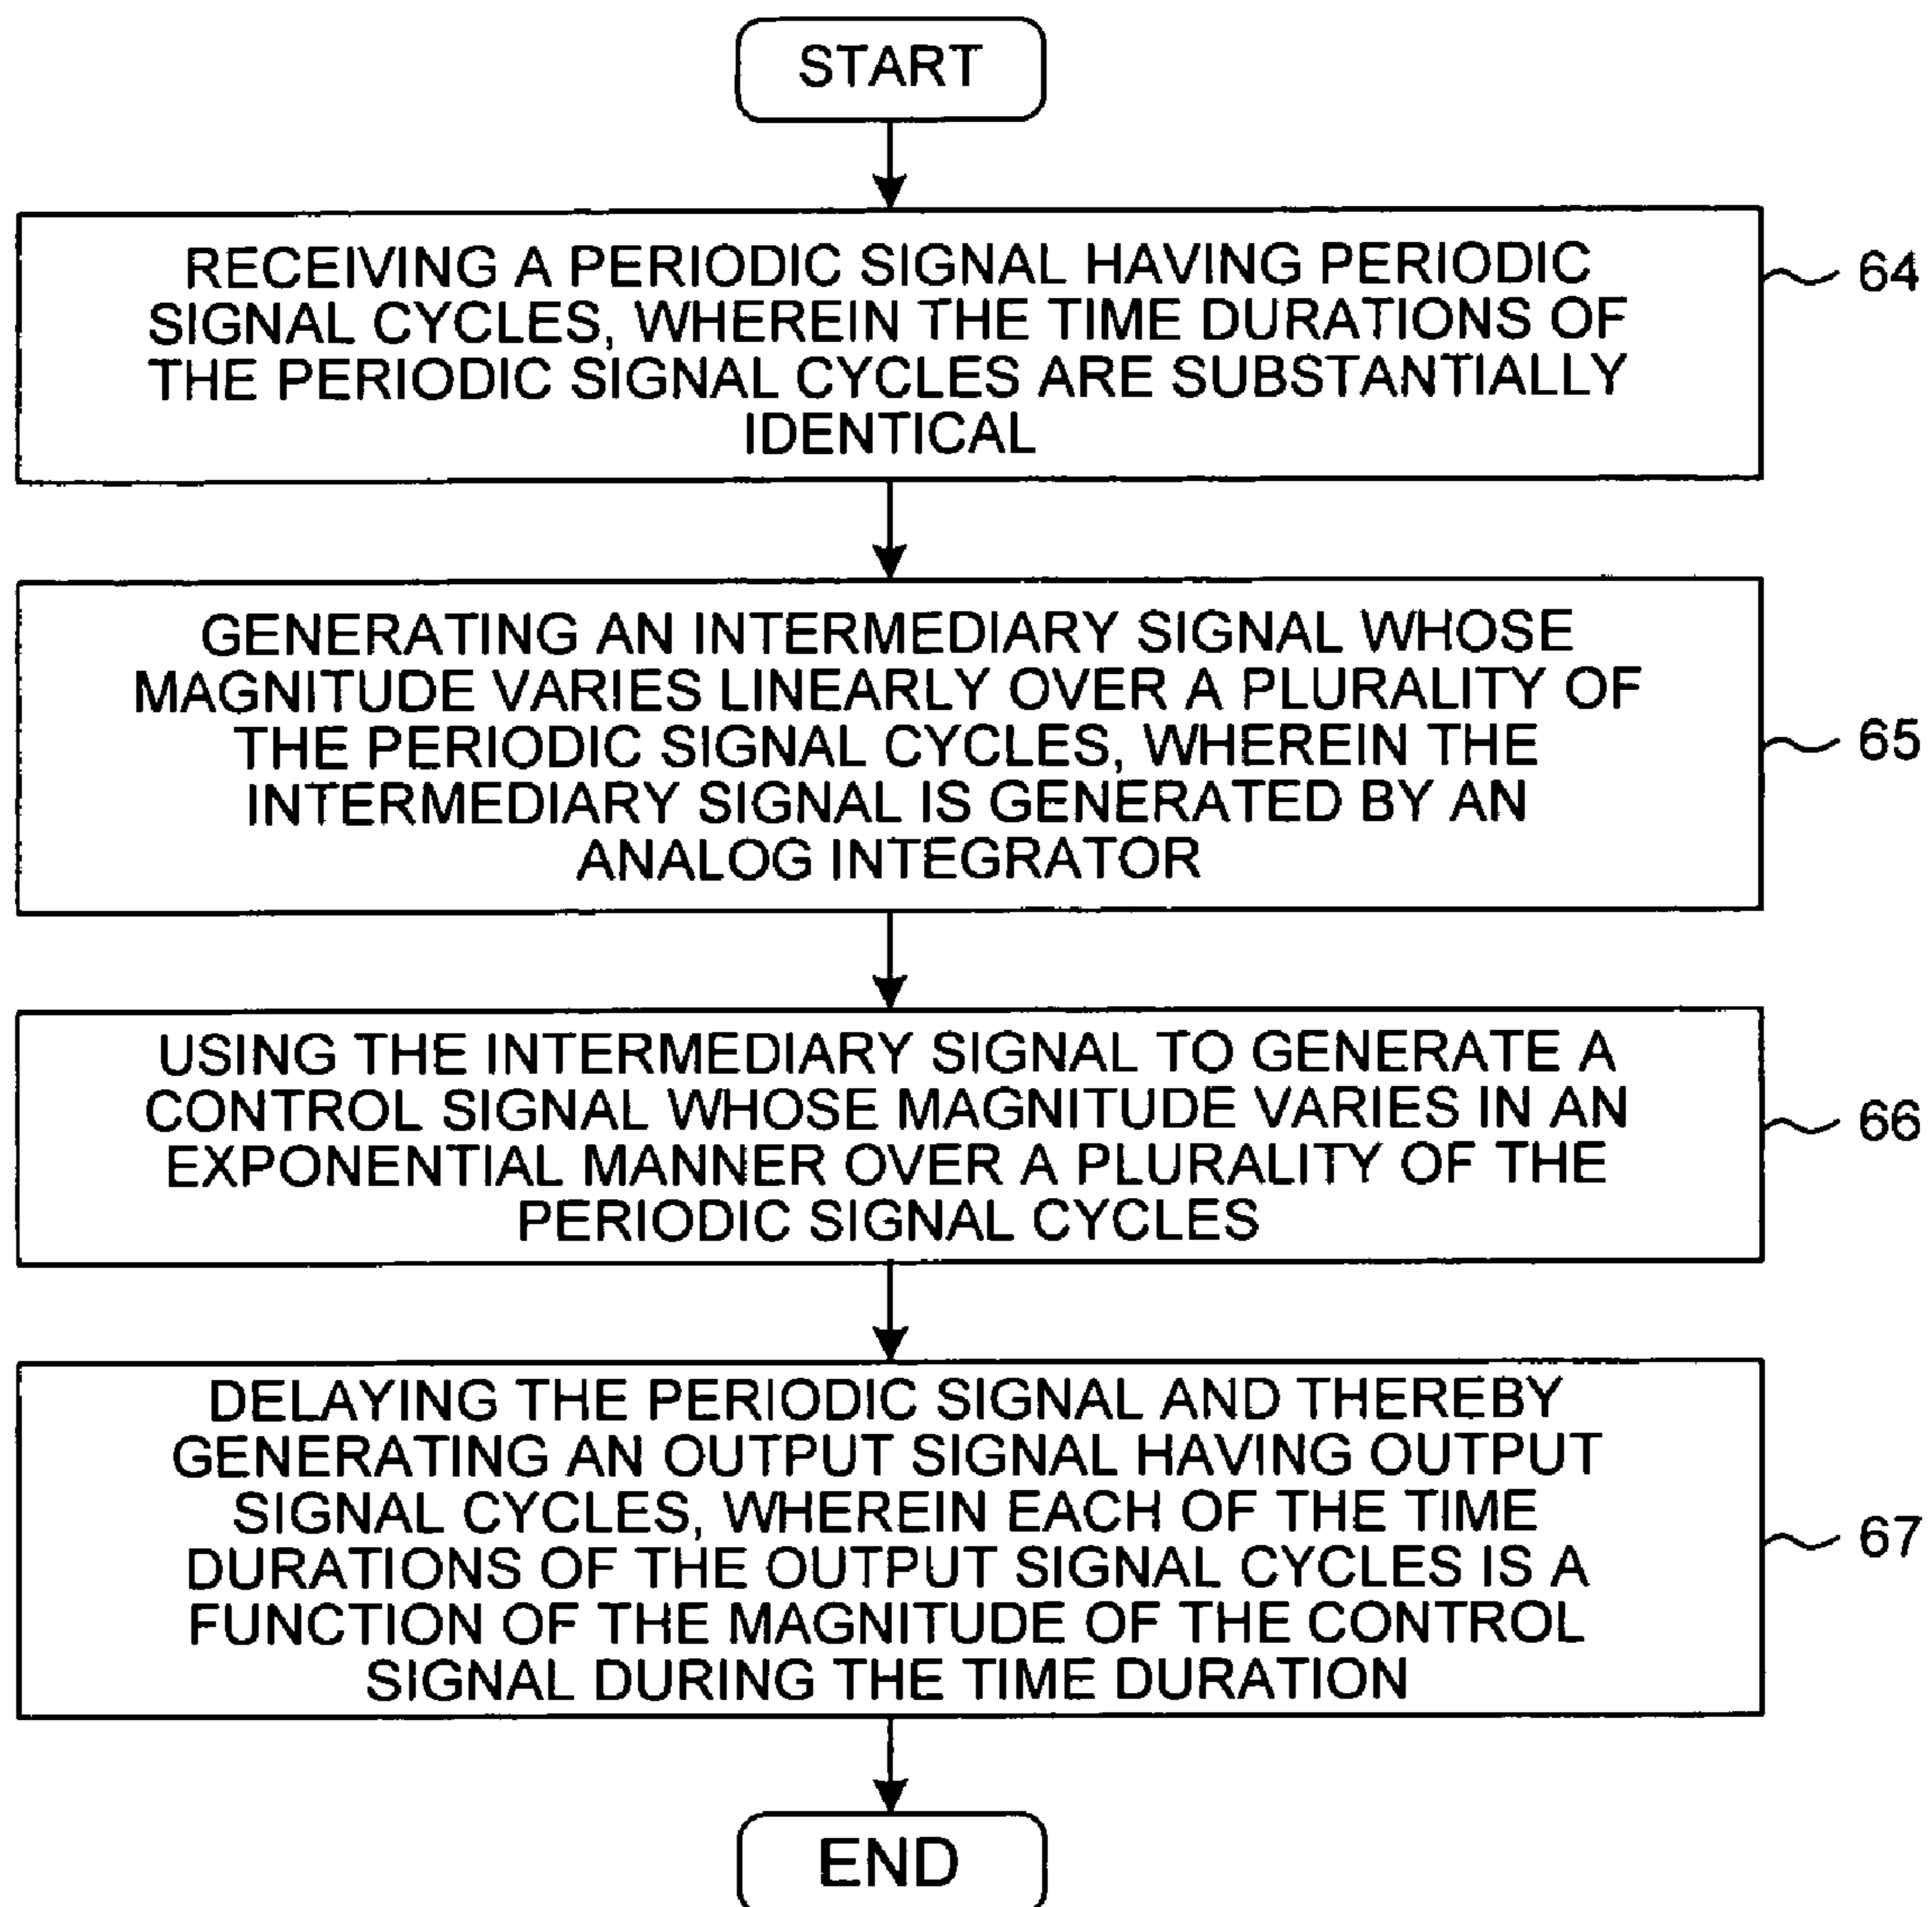 START
RECEIVING A PERIODIC SIGNAL HAVING PERIODIC
SIGNAL CYCLES, WHEREIN THE TIME DURATIONS OF
THE PERIODIC SIGNAL CYCLES ARE SUBSTANTIALLY
IDENTICAL
64
GENERATING AN INTERMEDIARY SIGNAL WHOSE
MAGNITUDE VARIES LINEARLY OVER A PLURALITY OF
THE PERIODIC SIGNAL CYCLES, WHEREIN THE
INTERMEDIARY SIGNAL IS GENERATED BY AN
ANALOG INTEGRATOR
65
USING THE INTERMEDIARY SIGNAL TO GENERATE A
CONTROL SIGNAL WHOSE MAGNITUDE VARIES IN AN
EXPONENTIAL MANNER OVER A PLURALITY OF THE
PERIODIC SIGNAL CYCLES
66
DELAYING THE PERIODIC SIGNAL AND THEREBY
GENERATING AN OUTPUT SIGNAL HAVING OUTPUT
SIGNAL CYCLES, WHEREIN EACH OF THE TIME
DURATIONS OF THE OUTPUT SIGNAL CYCLES IS A
FUNCTION OF THE MAGNITUDE OF THE CONTROL
SIGNAL DURING THE TIME DURATION
67
END